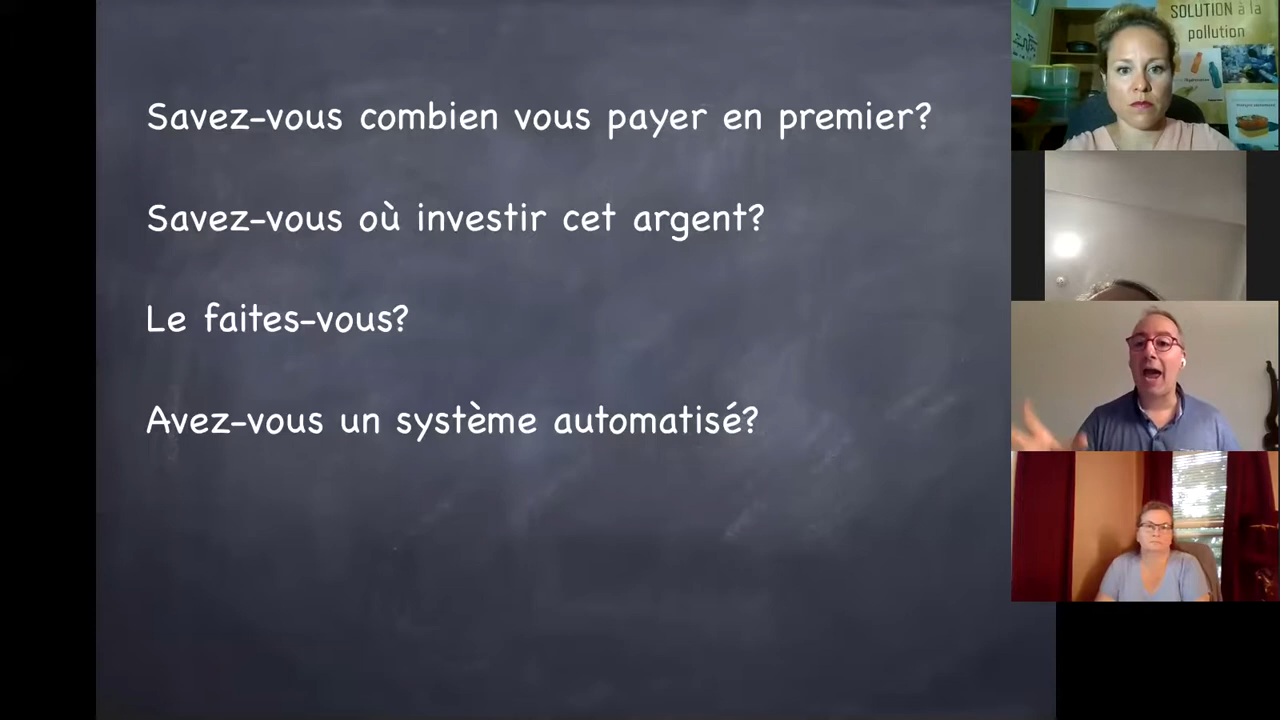 Savez-vous combien vous payer en premier?
Savez-vous où investir cet argent?
Le faites-vous?
Avez-vous un système automatisé?
SOLUTION à la
pollution